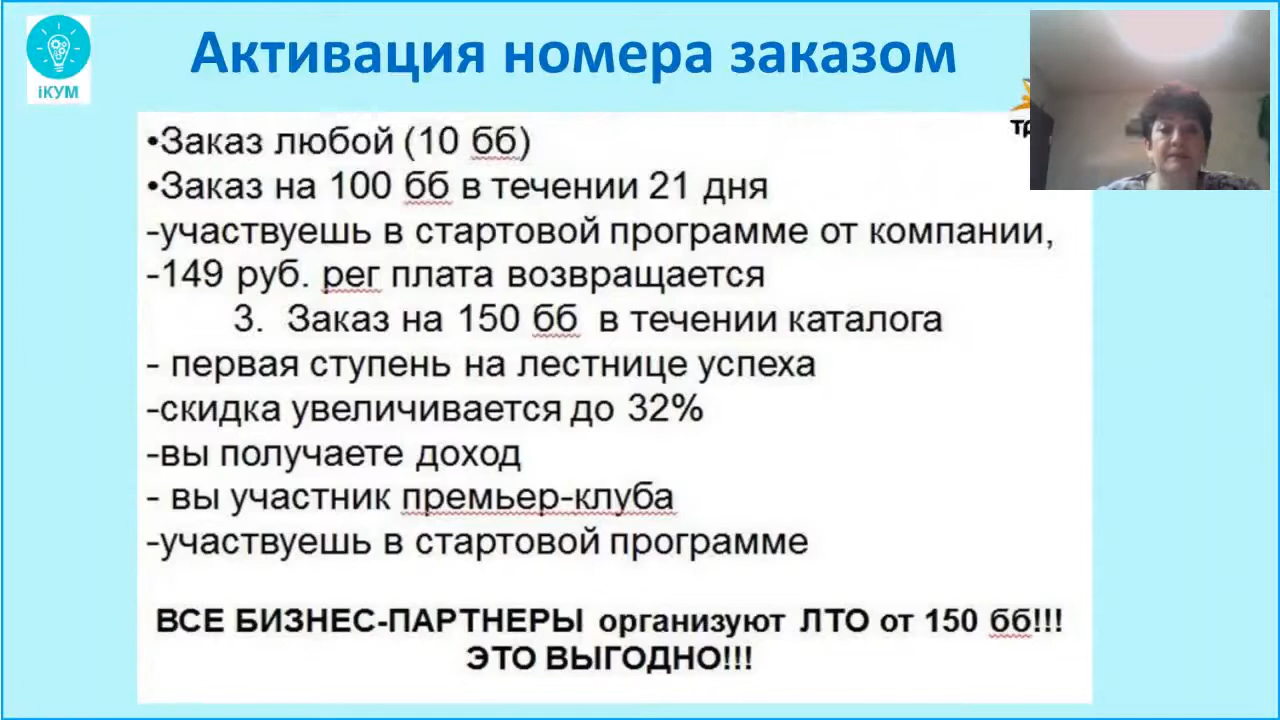 Активация номера заказом
iКУМ
•Заказ любой (10 бб)
•Заказ на 100 бб в течении 21 дня
-участвуешь в стартовой программе от компании,
-149 руб. рег плата возвращается
3. Заказ на 150 бб в течении каталога
- первая ступень на лестнице успеха
-скидка увеличивается до 32%
-вы получаете доход
- вы участник премьер-клуба
-участвуешь в стартовой программе
ВСЕ БИЗНЕС-ПАРТНЕРЫ организуют ЛТО от 150 бб!!!
ЭТО ВЫГОДНО!!!